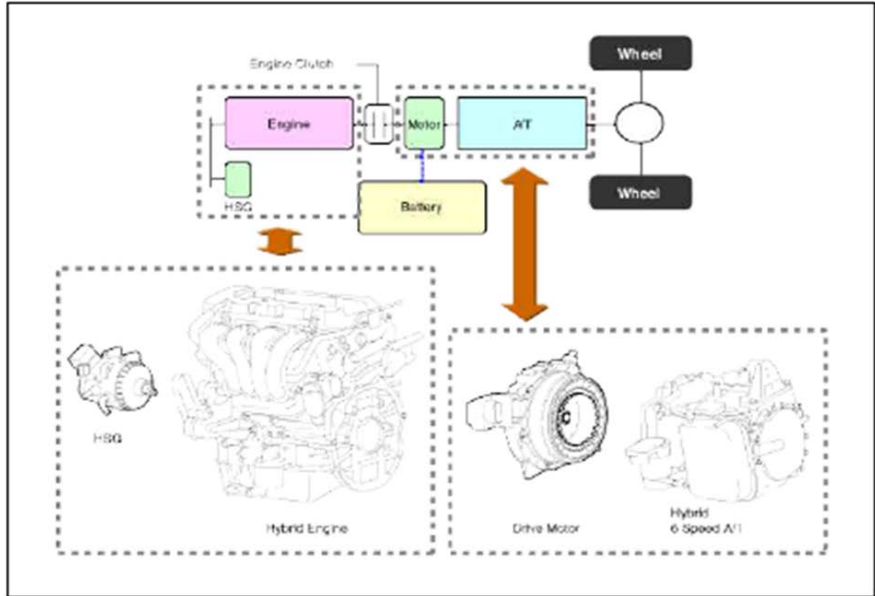 Wheel
Engine Clutch
Engine
Motor
A/T
HSG
Battery
Wheel
HSG
Hybrid Engine
Drive Motor
Hybrid
6 Speed A/T